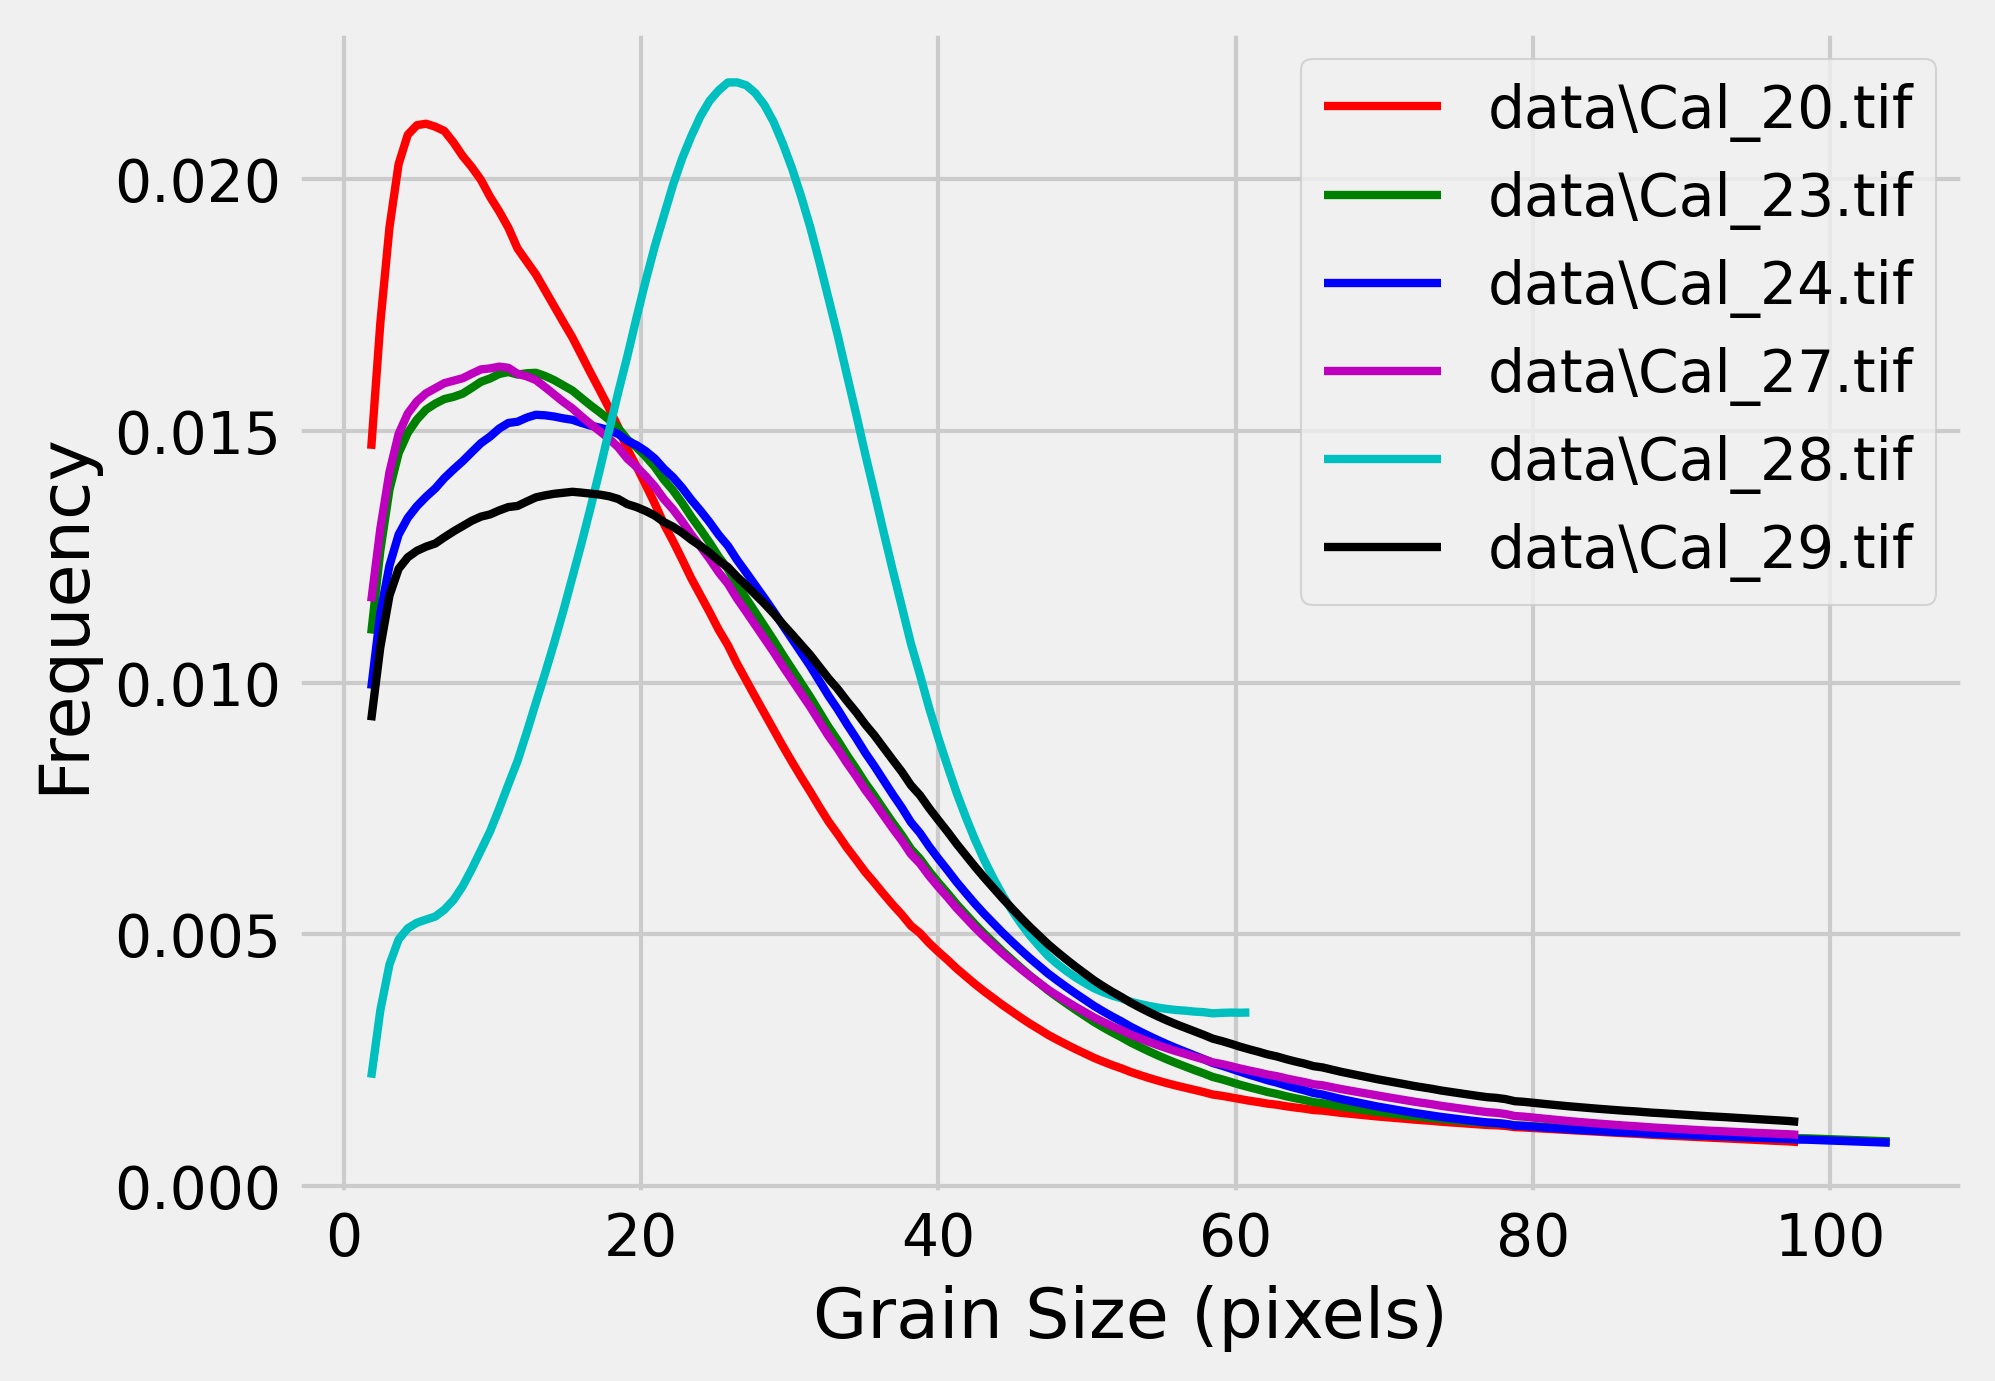 data\Cal_20.tif
data\Cal_23.tif
data\Cal_24.tif
data\Cal_27.tif
data\Cal_28.tif
data\Cal_29.tif
0.020
0.015
0.010
0.005
0.000
Frequency
0 20 40 60 80 100
Grain Size (pixels)